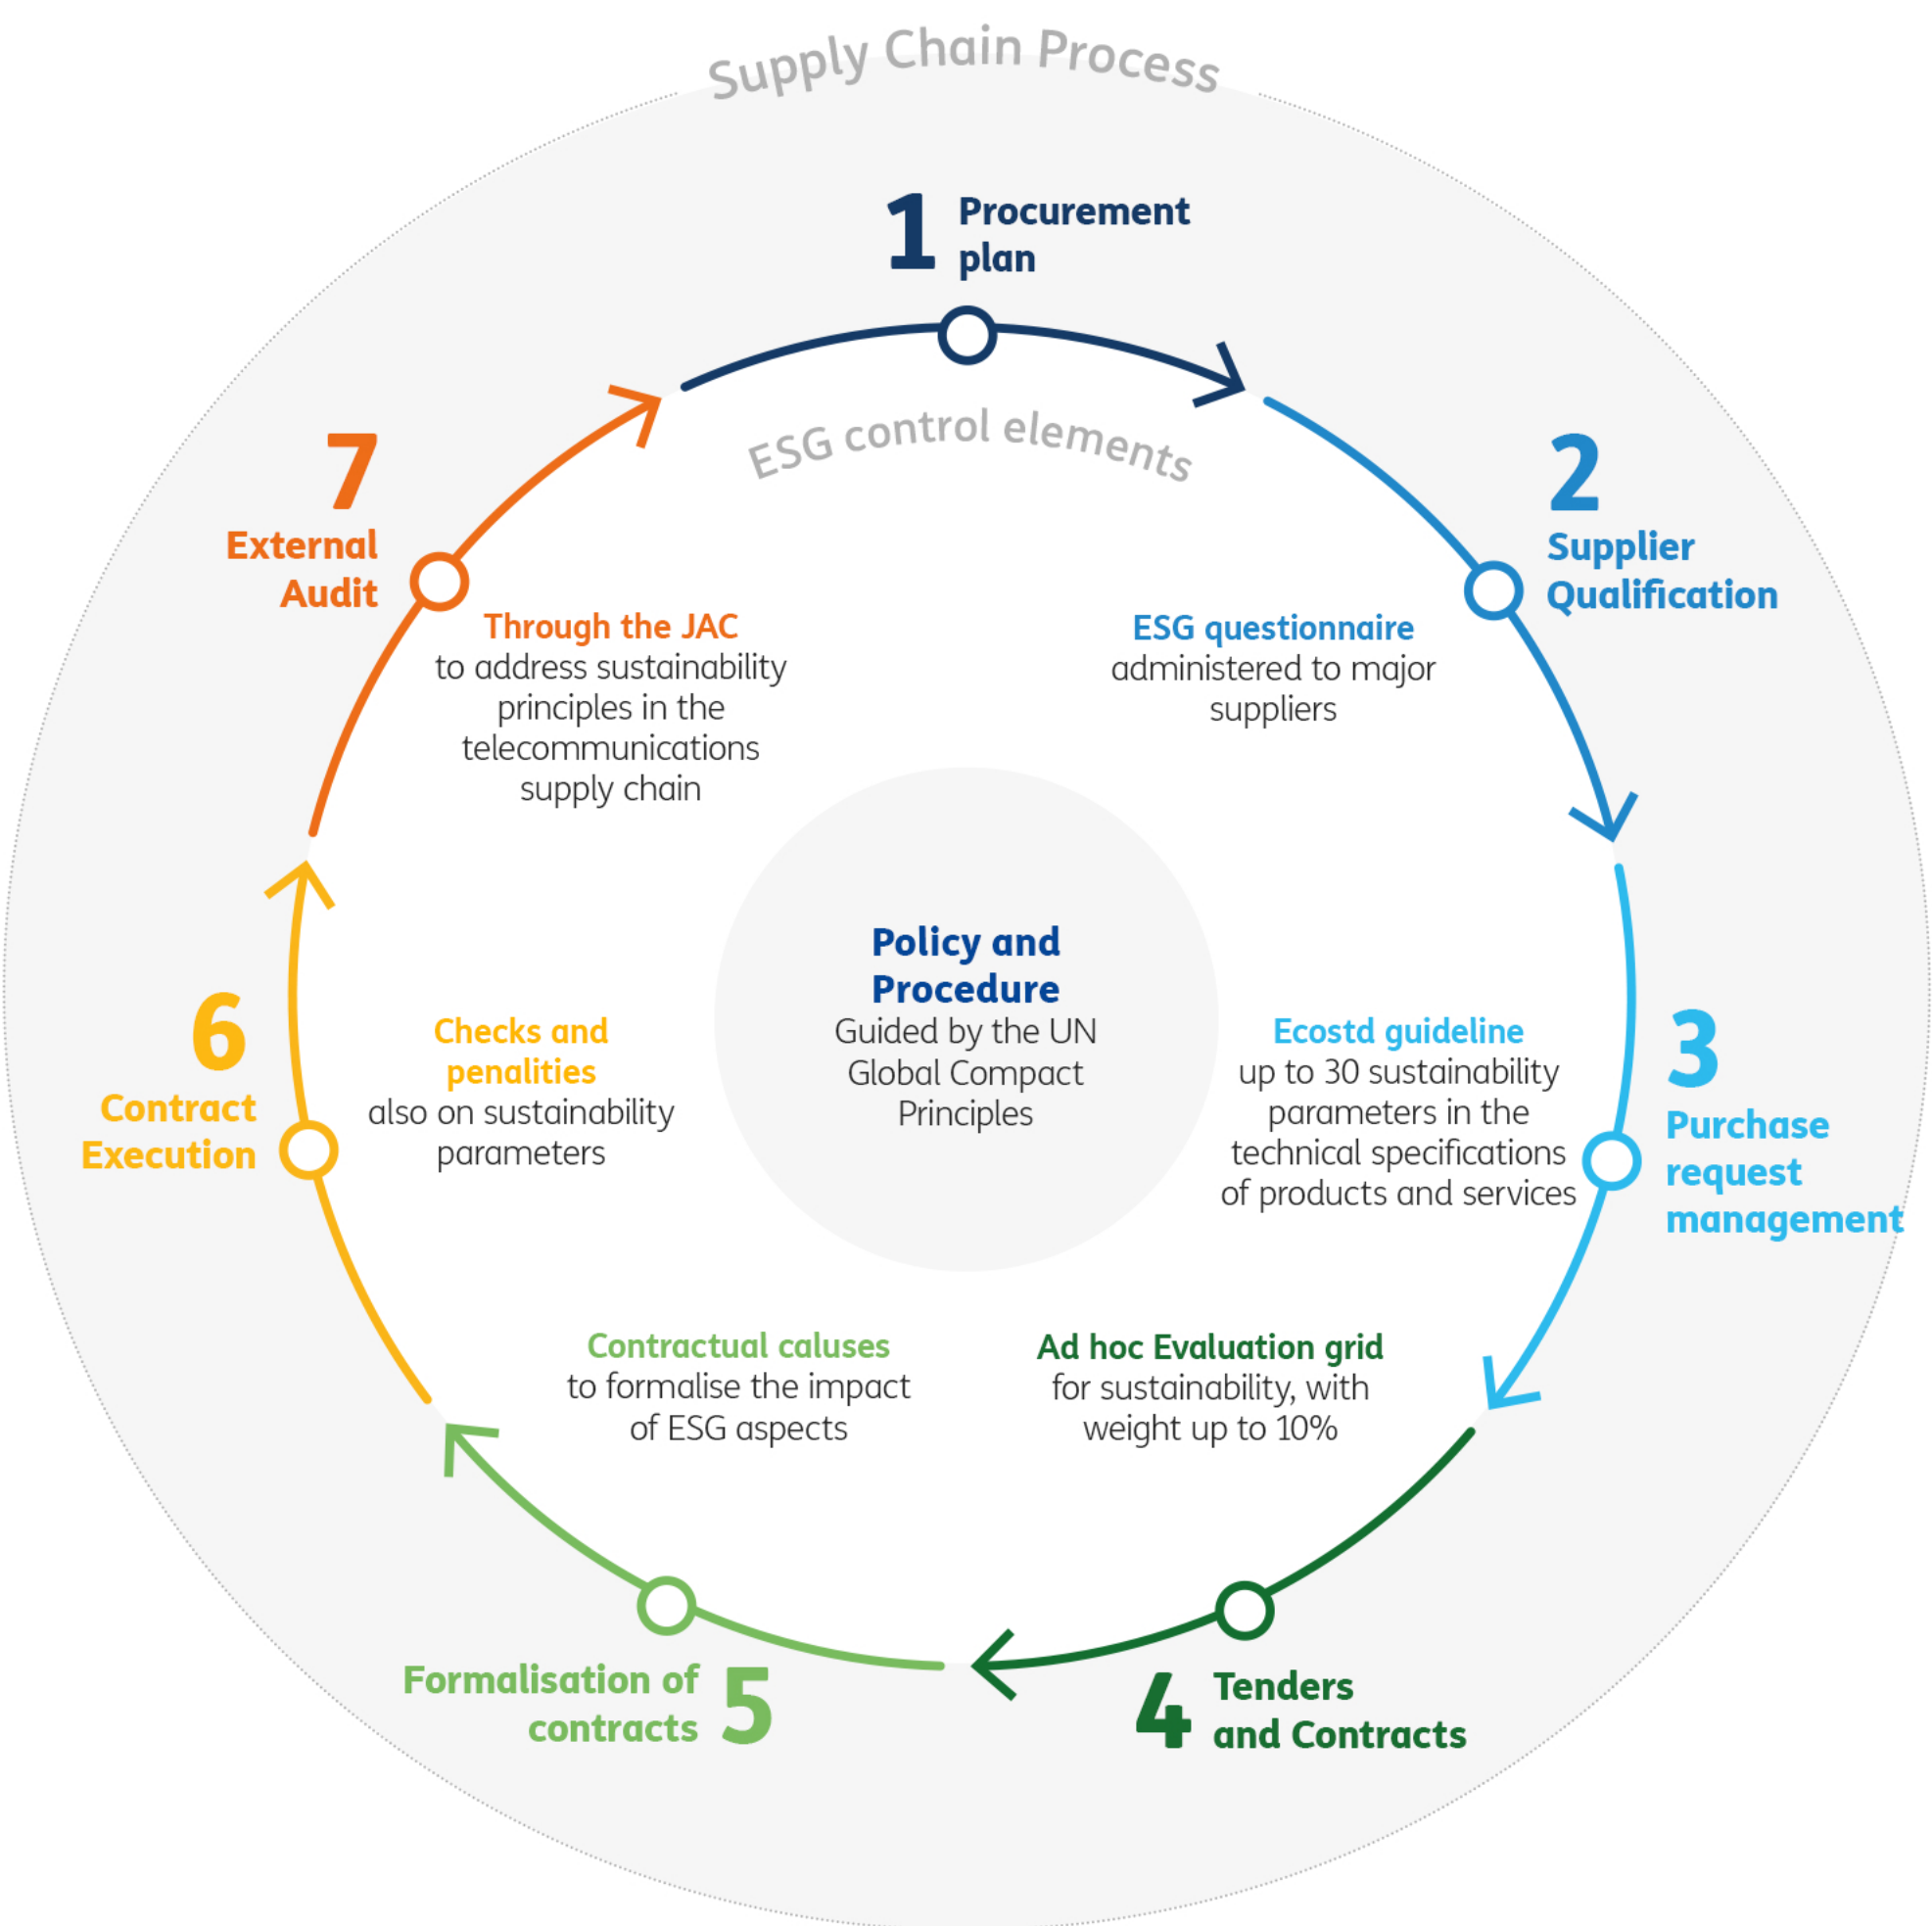 Supply Chain Process
1
Procurement
plan
ESG control elements
2
Supplier
Qualification
ESG questionnaire
administered to major
suppliers
3
Purchase
request
management
Ecostd guideline
up to 30 sustainability
parameters in the
technical specifications
of products and services
4
Tenders
and Contracts
Ad hoc Evaluation grid
for sustainability, with
weight up to 10%
5
Formalisation of
contracts
Contractual caluses
to formalise the impact
of ESG aspects
6
Contract
Execution
Checks and
penalities
also on sustainability
parameters
7
External
Audit
Through the JAC
to address sustainability
principles in the
telecommunications
supply chain
Policy and
Procedure
Guided by the UN
Global Compact
Principles